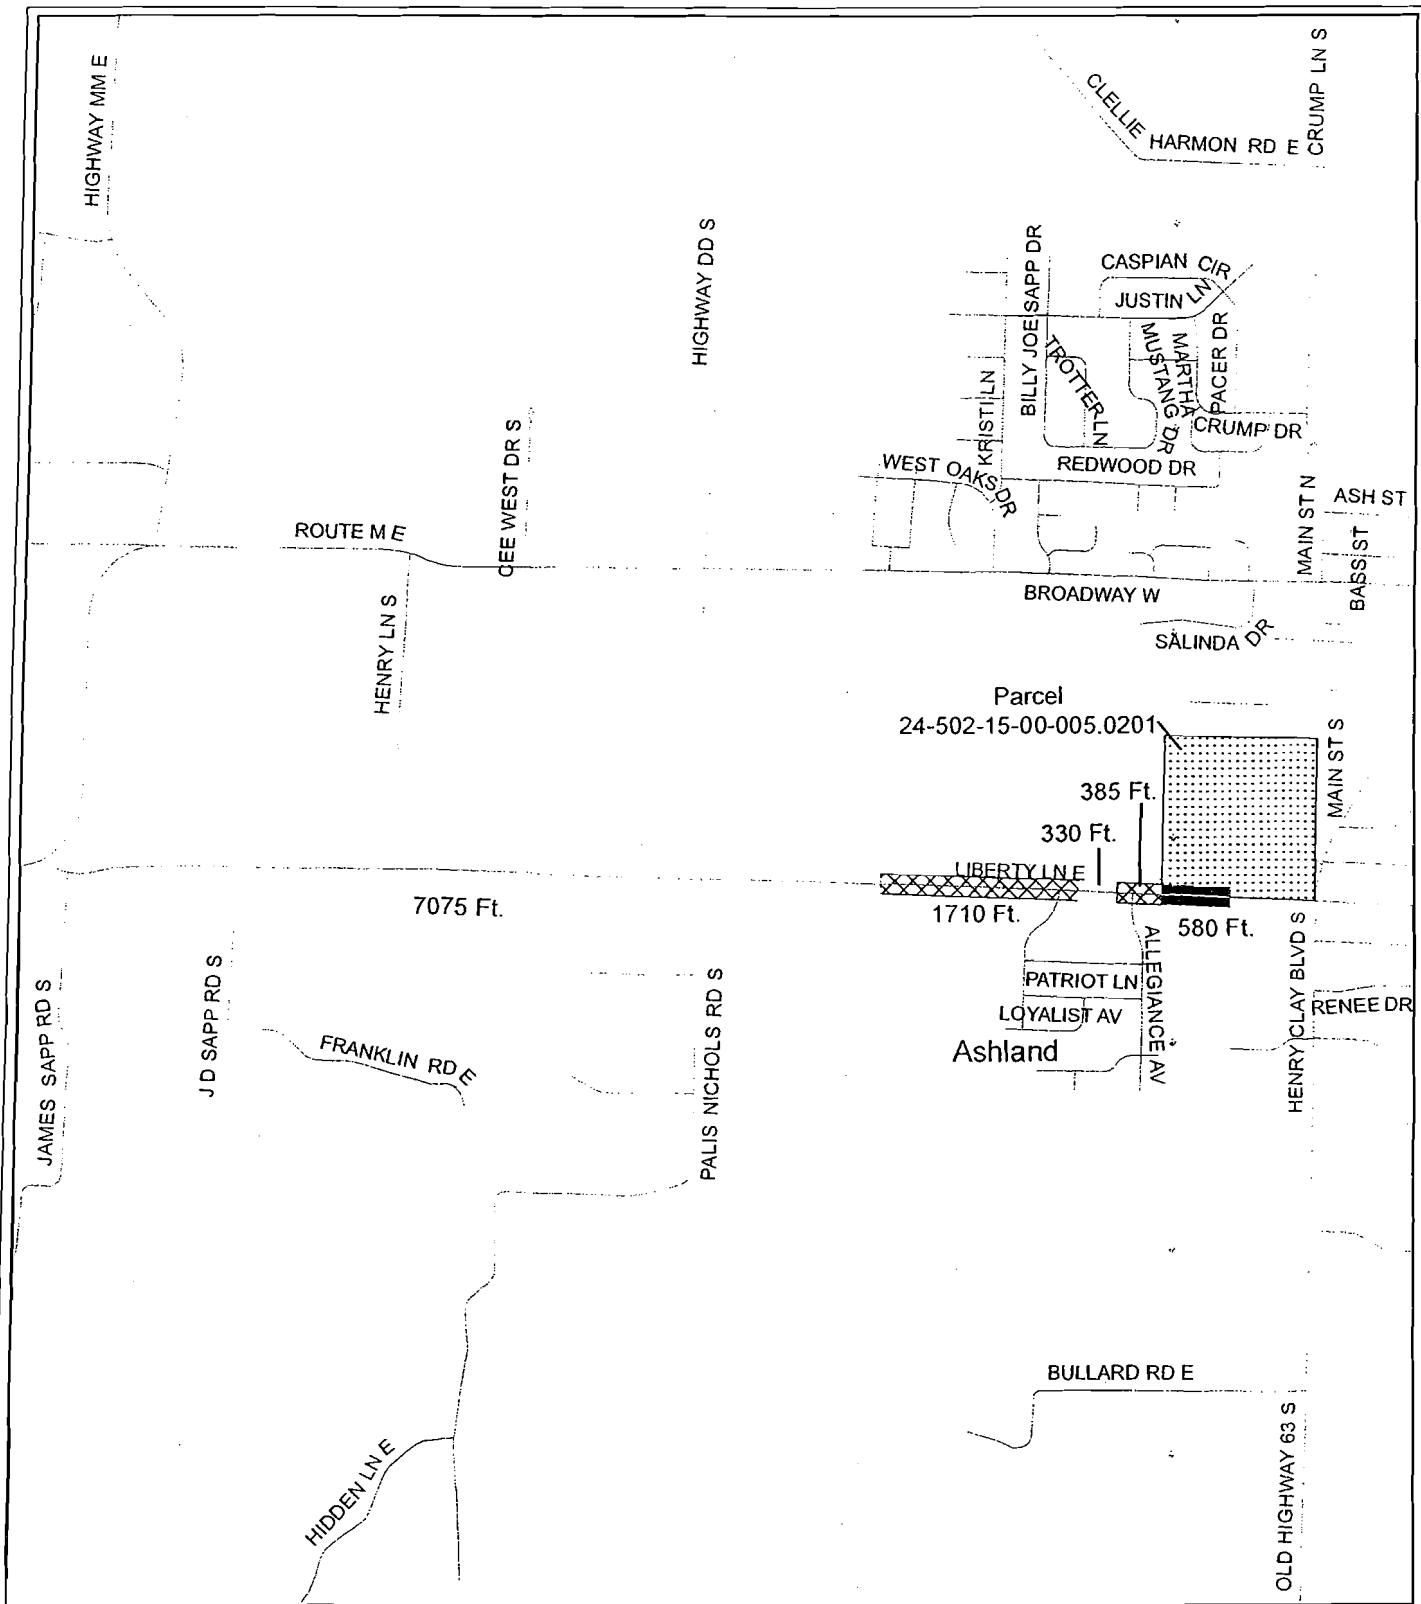 HIGHWAY MM E
CLELLIE
HARMON RD E
CRUMP LN S
HIGHWAY DD S
BILLY JOE SAPP DR
CASPIAN CIR
JUSTIN LN
TROTTER LN
MUSTANG DR
MARTHA
CRUMP DR
PACER DR
KRISTI LN
REDWOOD DR
WEST OAKS DR
CEE WEST DR S
ROUTE M E
HENRY LN S
MAIN ST N
ASH ST
BASS ST
BROADWAY W
SALINDA DR
Parcel
24-502-15-00-005.0201
MAIN ST S
385 Ft.
330 Ft.
LIBERTY LN E
7075 Ft.
1710 Ft.
580 Ft.
ALLEGIANCE AV
PATRIOT LN
LOYALIST AV
Ashland
HENRY CLAY BLVD S
RENEE DR
JAMES SAPP RD S
J D SAPP RD S
FRANKLIN RD E
PALIS NICHOLS RD S
BULLARD RD E
HIDDEN LN E
OLD HIGHWAY 63 S